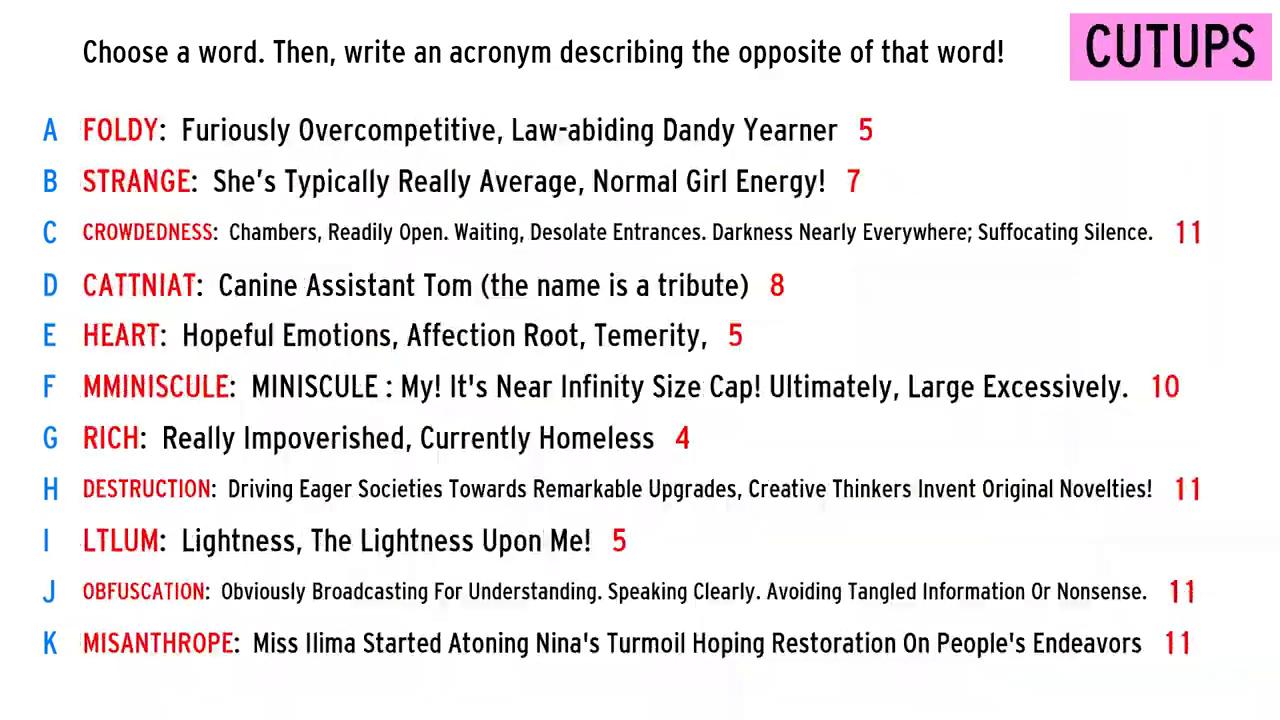 Choose a word. Then, write an acronym describing the opposite of that word!
CUTUPS
A FOLDY: Furiously Overcompetitive, Law-abiding Dandy Yearner 5
B STRANGE: She's Typically Really Average, Normal Girl Energy! 7
C CROWDEDNESS: Chambers, Readily Open. Waiting, Desolate Entrances. Darkness Nearly Everywhere; Suffocating Silence. 11
D CATTNIAT: Canine Assistant Tom (the name is a tribute) 8
E HEART: Hopeful Emotions, Affection Root, Temerity, 5
F MMINISCULE: MINISCULE : My! It's Near Infinity Size Cap! Ultimately, Large Excessively. 10
G RICH: Really Impoverished, Currently Homeless 4
H DESTRUCTION: Driving Eager Societies Towards Remarkable Upgrades, Creative Thinkers Invent Original Novelties! 11
I LTLUM: Lightness, The Lightness Upon Me! 5
J OBFUSCATION: Obviously Broadcasting For Understanding. Speaking Clearly. Avoiding Tangled Information Or Nonsense. 11
K MISANTHROPE: Miss Ilima Started Atoning Nina's Turmoil Hoping Restoration On People's Endeavors 11